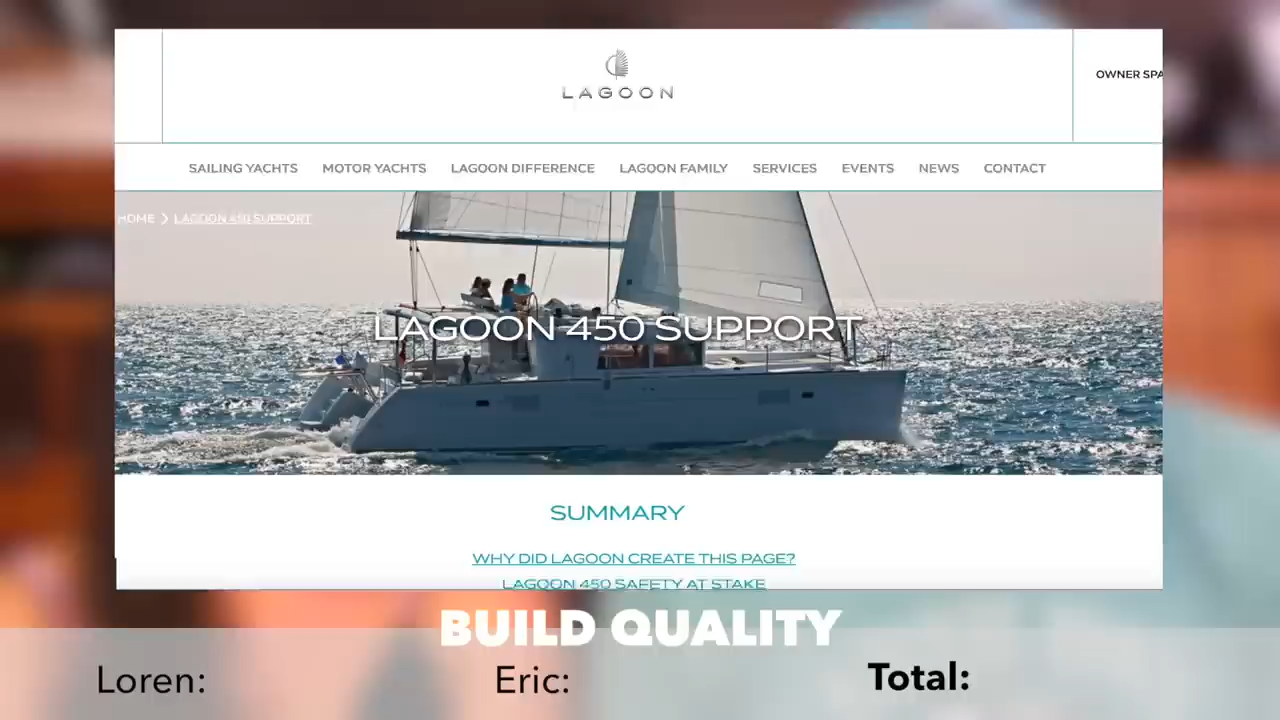 LAGOON
OWNER SPA
SAILING YACHTS MOTOR YACHTS LAGOON DIFFERENCE LAGOON FAMILY SERVICES EVENTS NEWS CONTACT
HOME > LAGOON 450 SUPPORT
LAGOON 450 SUPPORT
SUMMARY
WHY DID LAGOON CREATE THIS PAGE?
LAGOON 450 SAFETY AT STAKE
BUILD QUALITY
Loren: Eric: Total: